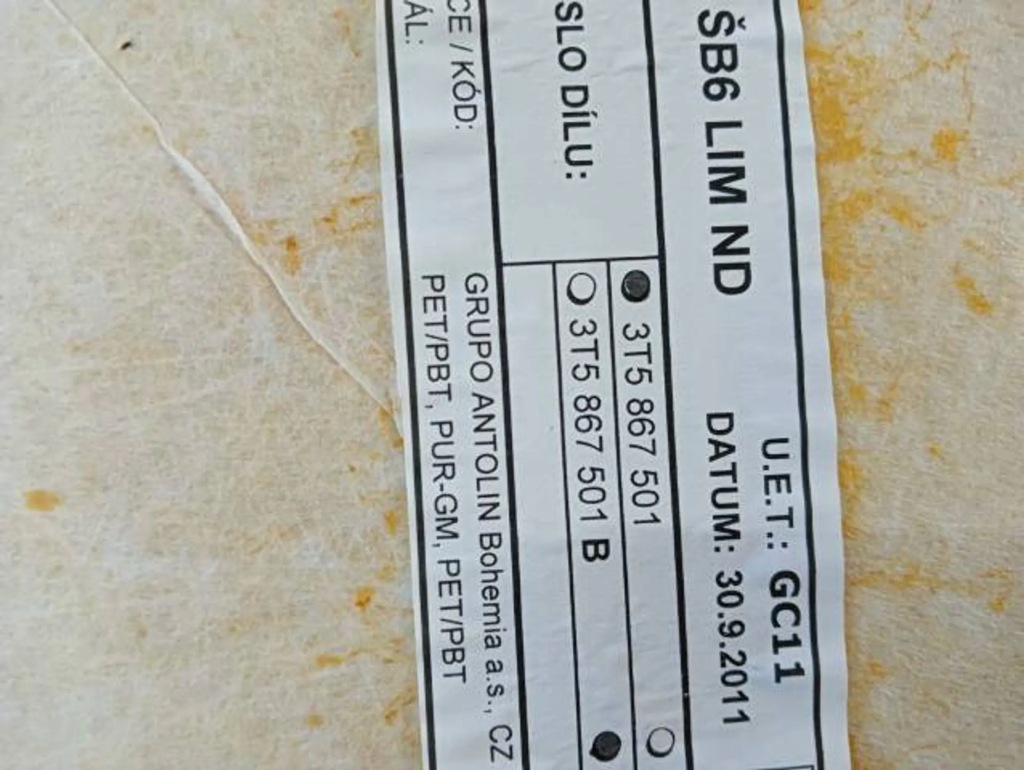 U.E.T.: GC11
ŠB6 LIM ND DATUM: 30.9.2011
SLO DÍLU:
3T5 867 501
3T5 867 501 B
CE / KÓD: GRUPO ANTOLIN Bohemia a.s., CZ
ÁL: PET/PBT, PUR-GM, PET/PBT